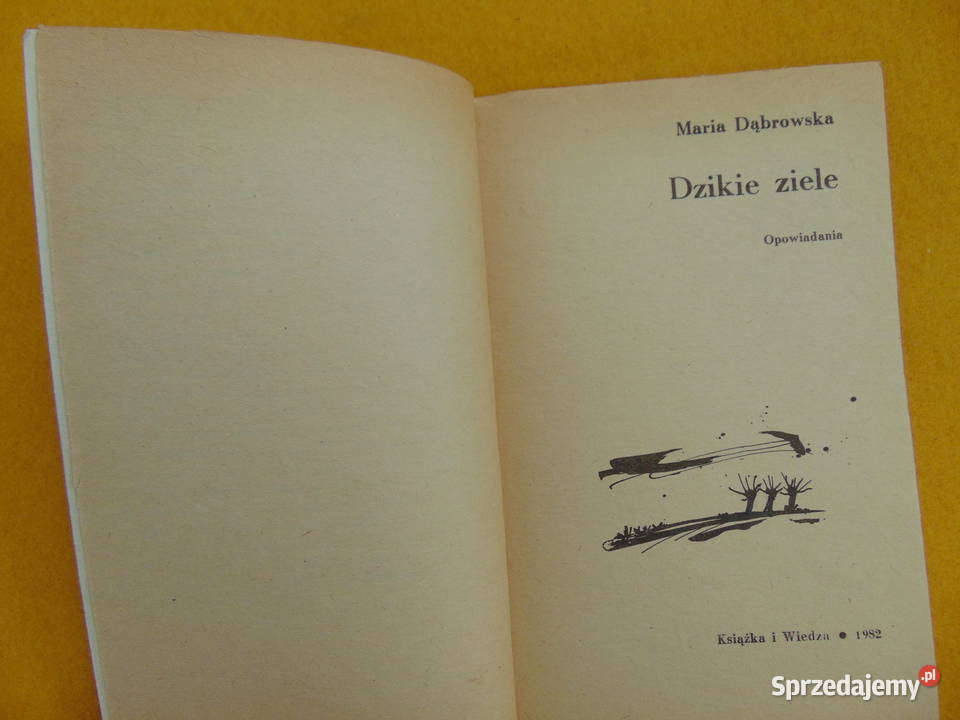 Maria Dąbrowska
Dzikie ziele
Opowiadania
Książka i Wiedza • 1982
Sprzedajemy.pl